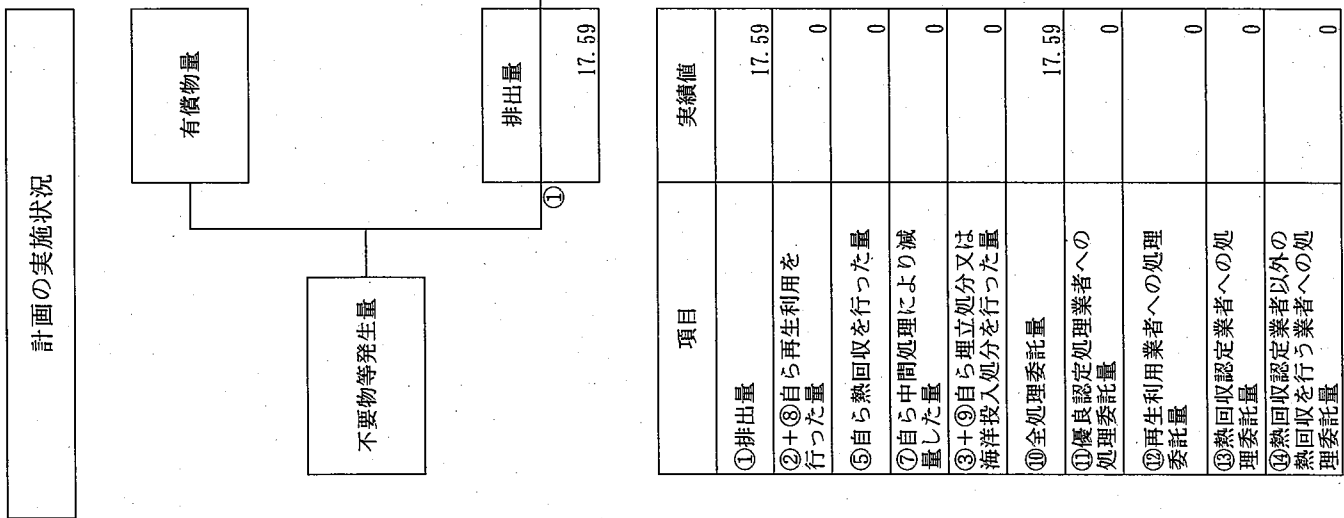 計画の実施状況
不要物等発生量
有償物量
①
排出量
17.59
項目
実績値
①排出量
17.59
②+⑧自ら再生利用を
行った量
0
⑤自ら熱回収を行った量
0
⑦自ら中間処理により減
量した量
0
③+⑨自ら埋立処分又は
海洋投入処分を行った量
0
⑩全処理委託量
17.59
⑪優良認定処理業者への
処理委託量
0
⑫再生利用業者への処理
委託量
0
⑬熱回収認定業者への処
理委託量
0
⑭熱回収認定業者以外の
熱回収を行う業者への処
理委託量
0